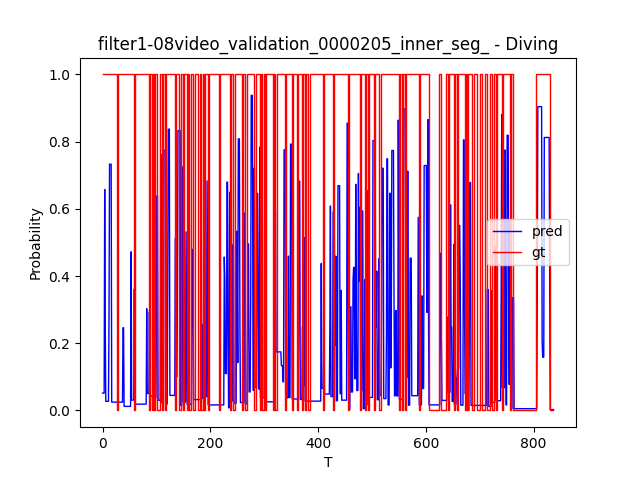 filter1-08video_validation_0000205_inner_seg_ - Diving
1.0
0.8
0.6
0.4
0.2
0.0
Probability
pred
gt
0
200
400
600
800
T